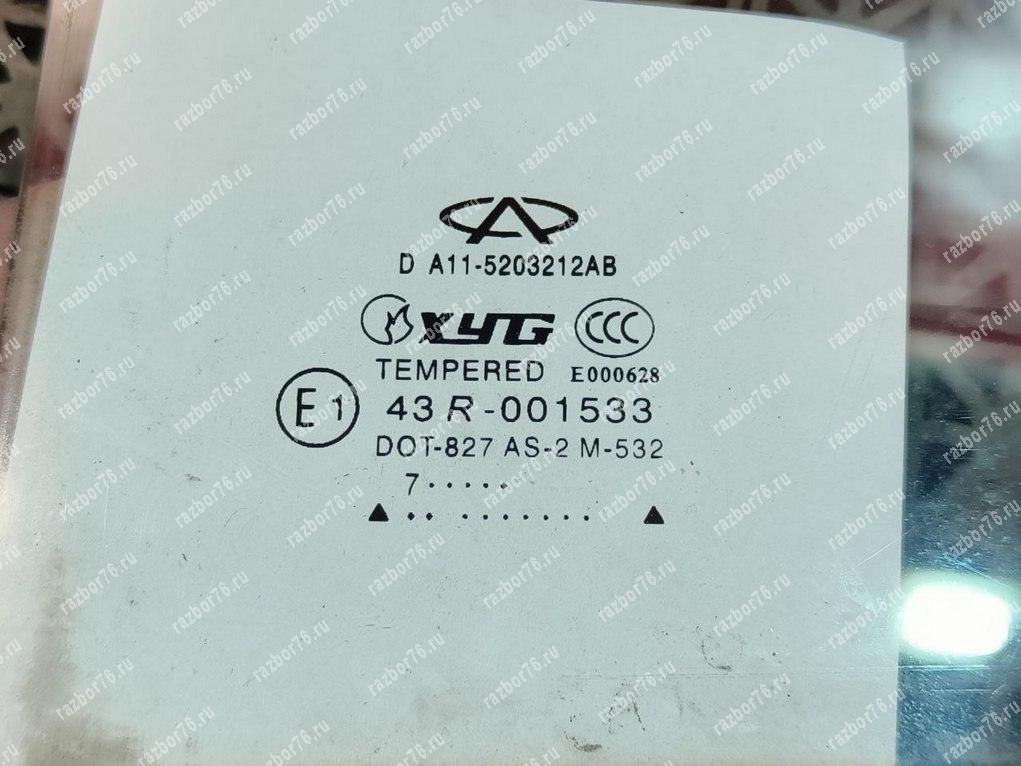 D A11-5203212AB
XYG CCC
TEMPERED E000628
E1 43R-001533
DOT-827 AS-2 M-532
7·····
▲ ·· ······· ▲
razbor76.ru